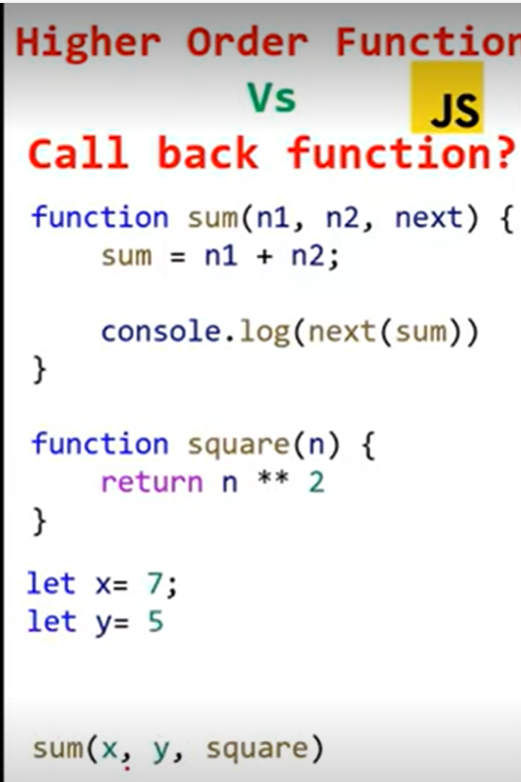 Higher Order Function
Vs
JS
Call back function?
function sum(n1, n2, next) {
    sum = n1 + n2;
    console.log(next(sum))
}
function square(n) {
    return n ** 2
}
let x= 7;
let y= 5
sum(x, y, square)